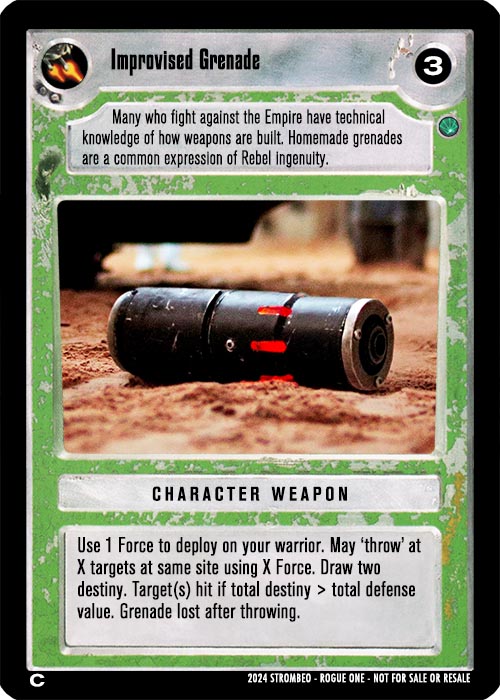 Improvised Grenade
3
Many who fight against the Empire have technical
knowledge of how weapons are built. Homemade grenades
are a common expression of Rebel ingenuity.
CHARACTER WEAPON
Use 1 Force to deploy on your warrior. May ‘throw’ at
X targets at same site using X Force. Draw two
destiny. Target(s) hit if total destiny > total defense
value. Grenade lost after throwing.
C
2024 STROMBEO - ROGUE ONE - NOT FOR SALE OR RESALE